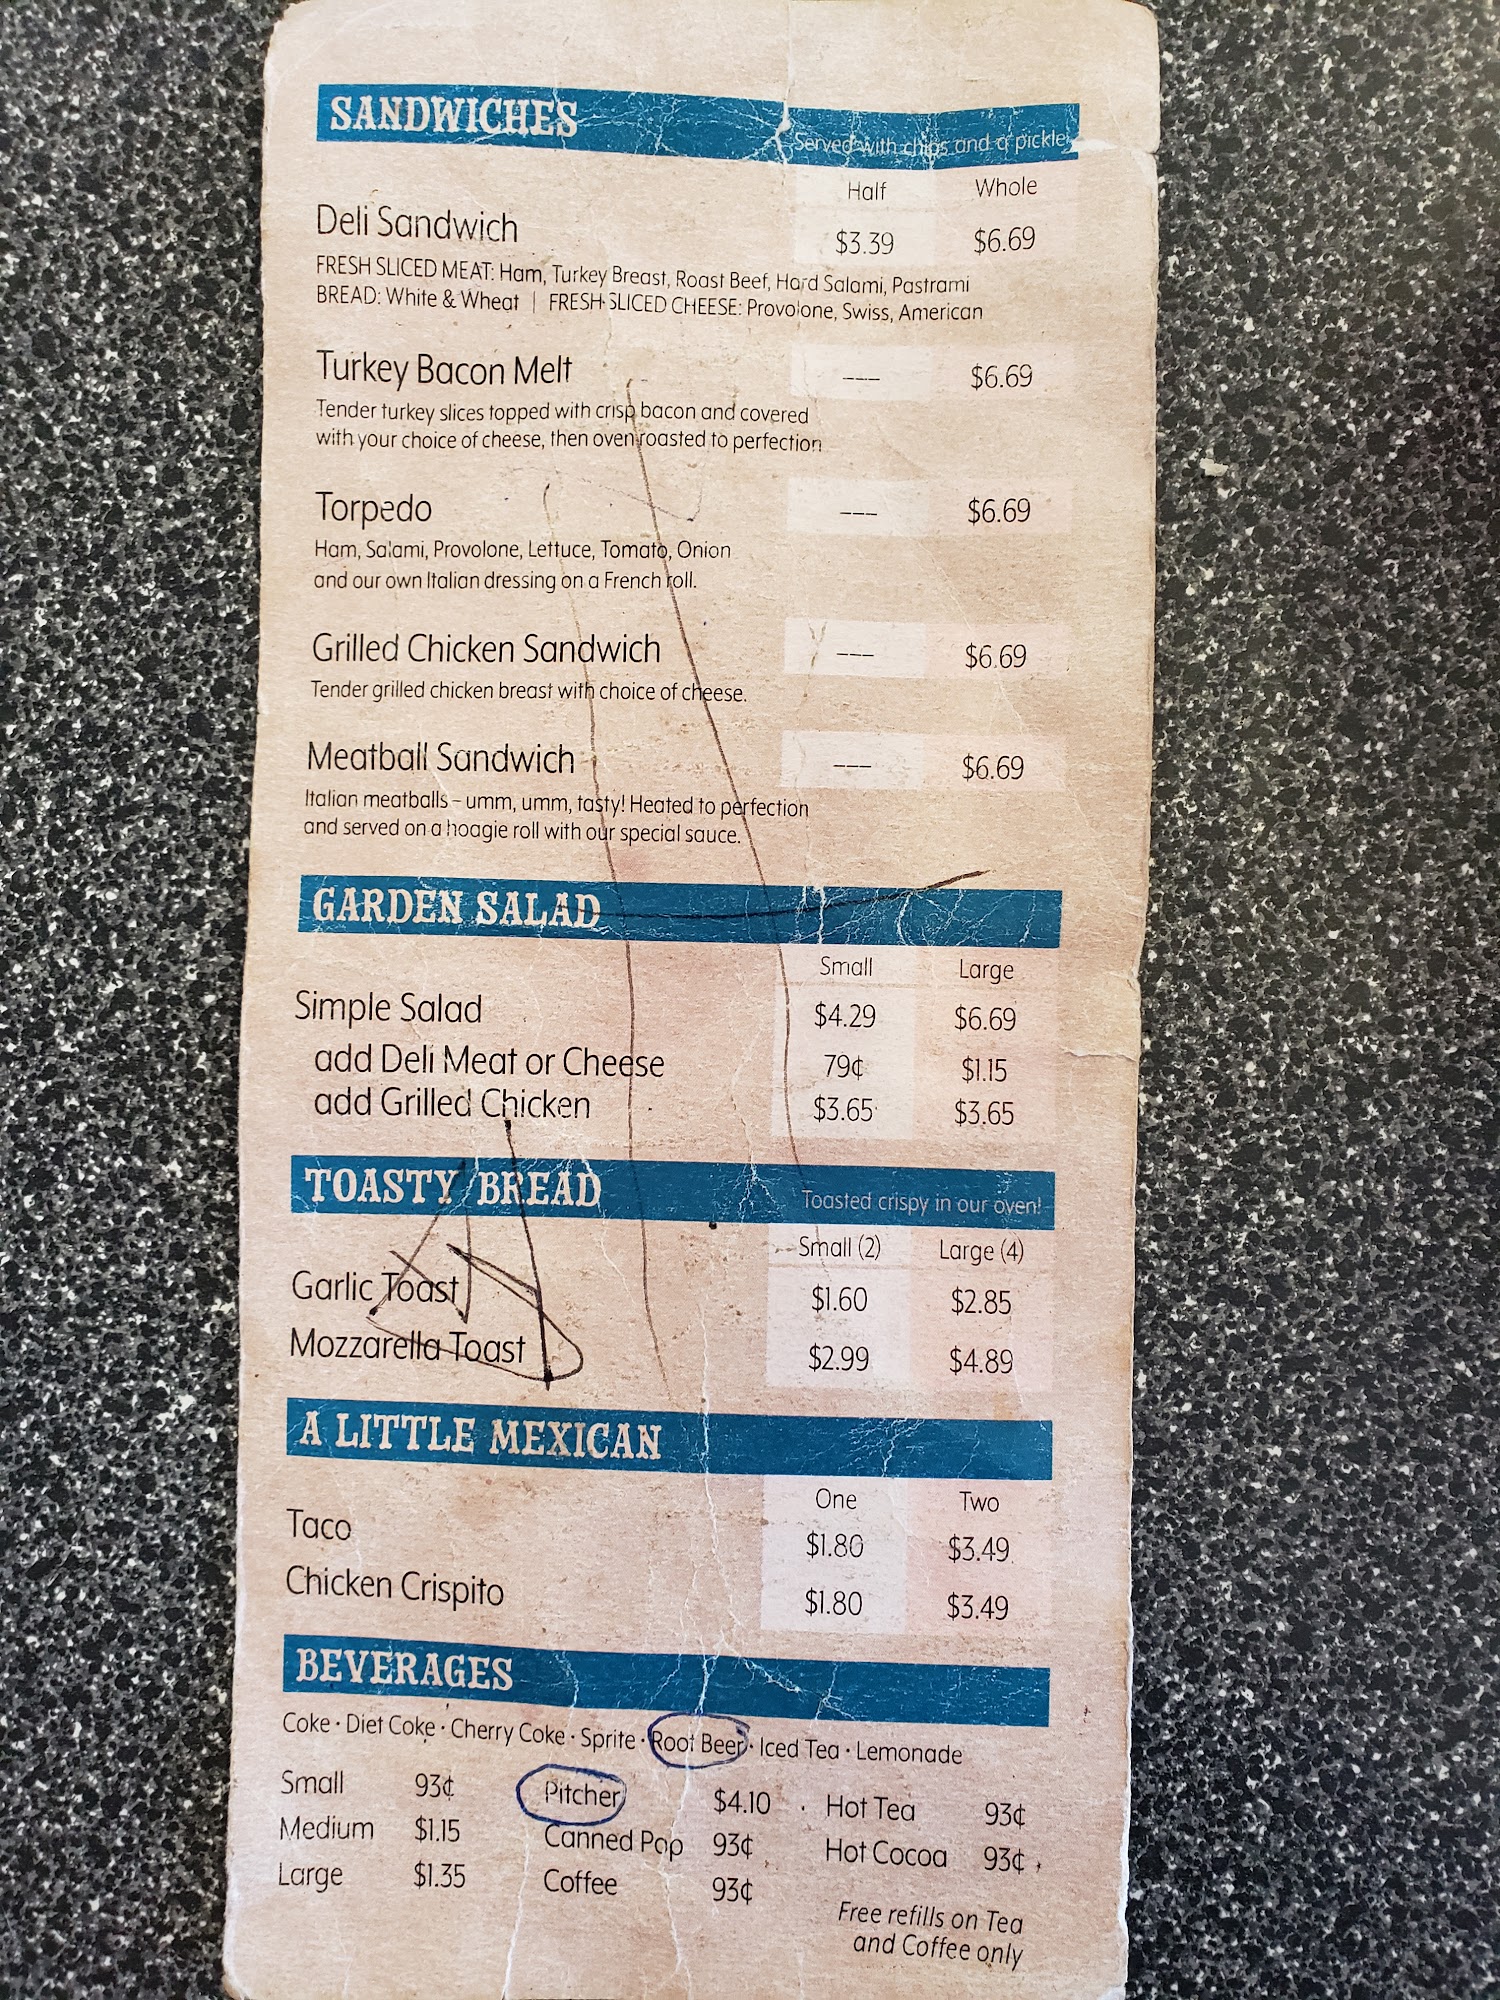 SANDWICHES Served with chips and a pickle
Half Whole
Deli Sandwich $3.39 $6.69
FRESH SLICED MEAT: Ham, Turkey Breast, Roast Beef, Hard Salami, Pastrami
BREAD: White & Wheat | FRESH SLICED CHEESE: Provolone, Swiss, American
Turkey Bacon Melt --- $6.69
Tender turkey slices topped with crisp bacon and covered
with your choice of cheese, then oven roasted to perfection
Torpedo --- $6.69
Ham, Salami, Provolone, Lettuce, Tomato, Onion
and our own Italian dressing on a French roll.
Grilled Chicken Sandwich --- $6.69
Tender grilled chicken breast with choice of cheese.
Meatball Sandwich --- $6.69
Italian meatballs – umm, umm, tasty! Heated to perfection
and served on a hoagie roll with our special sauce.
GARDEN SALAD
Small Large
Simple Salad $4.29 $6.69
add Deli Meat or Cheese 79¢ $1.15
add Grilled Chicken $3.65 $3.65
TOASTY BREAD Toasted crispy in our oven!
Small (2) Large (4)
Garlic Toast $1.60 $2.85
Mozzarella Toast $2.99 $4.89
A LITTLE MEXICAN
One Two
Taco $1.80 $3.49
Chicken Crispito $1.80 $3.49
BEVERAGES
Coke · Diet Coke · Cherry Coke · Sprite · Root Beer · Iced Tea · Lemonade
Small 93¢ Pitcher $4.10 Hot Tea 93¢
Medium $1.15 Canned Pop 93¢ Hot Cocoa 93¢
Large $1.35 Coffee 93¢
Free refills on Tea
and Coffee only